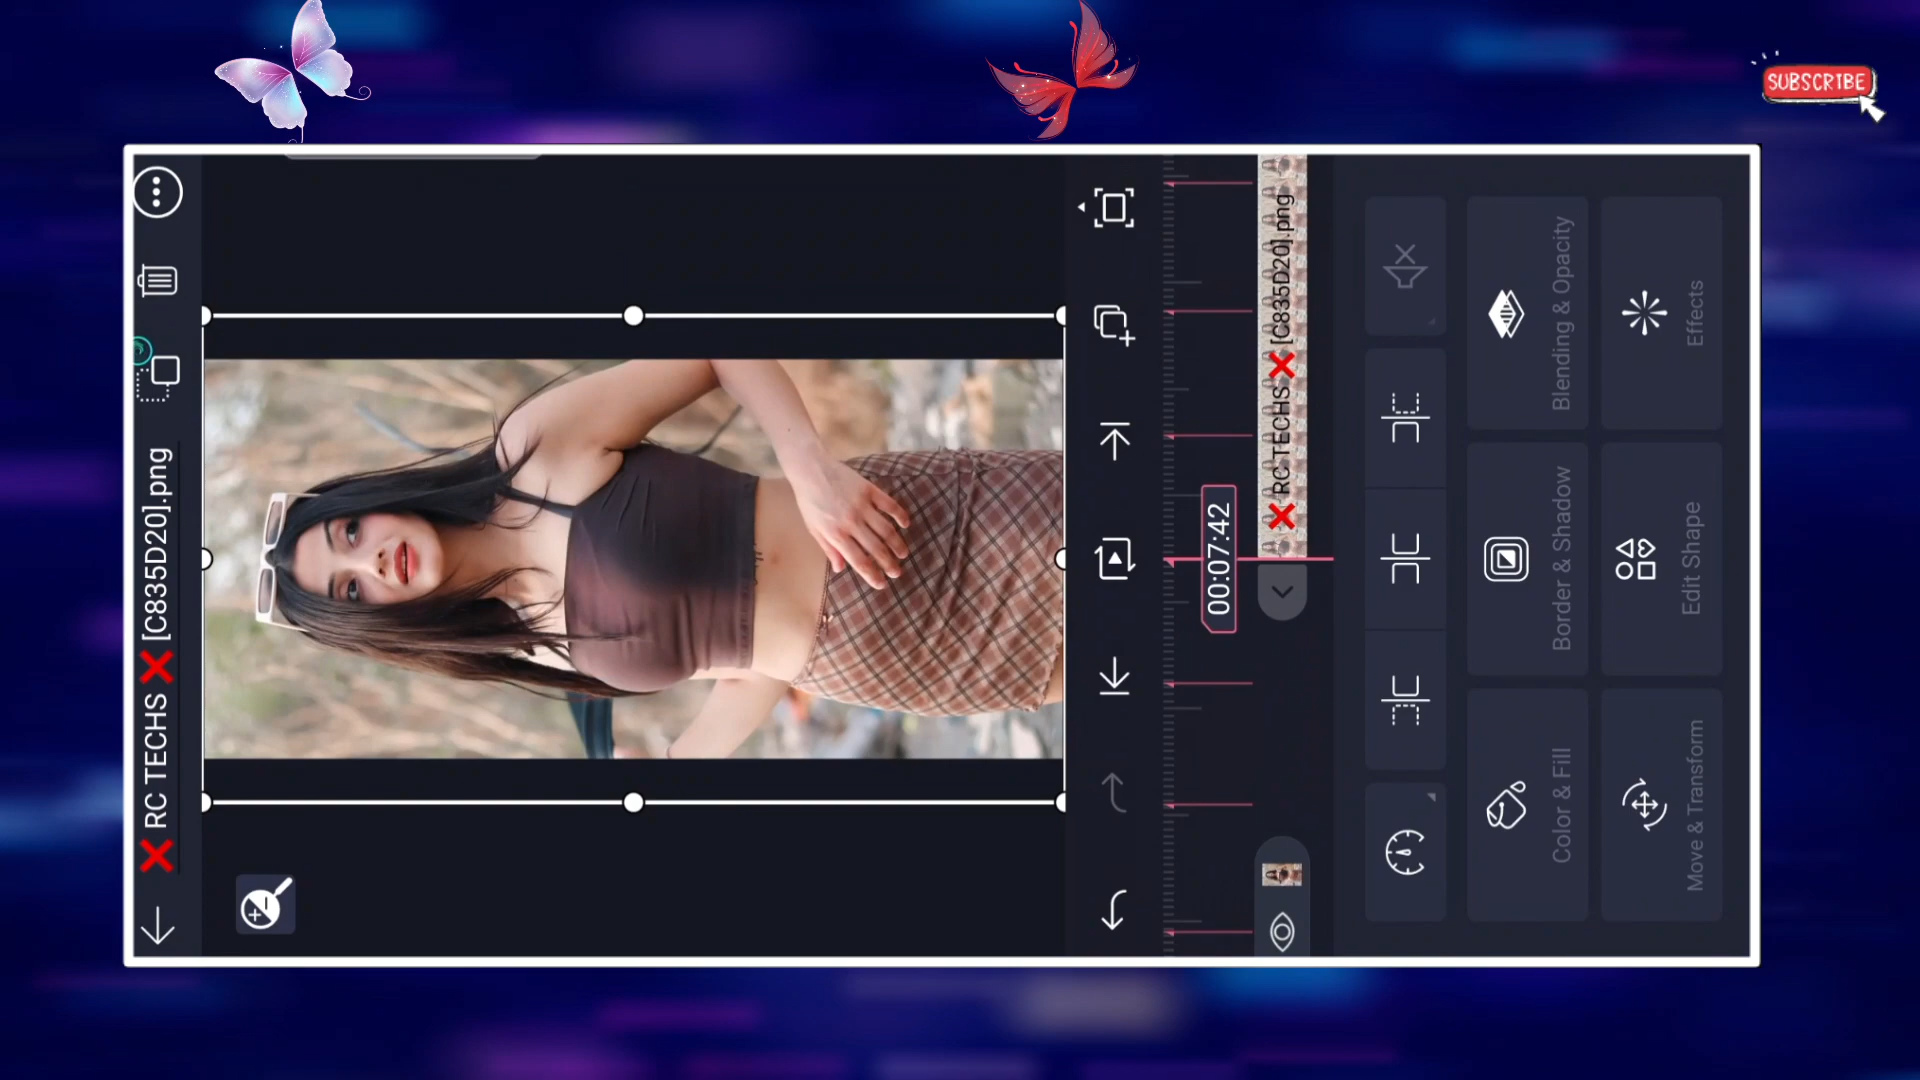 SUBSCRIBE
❌ RC TECHS ❌ [C835D20].png
00:07:42
❌ RC TECHS ❌ [C835D20].png
Color & Fill
Border & Shadow
Blending & Opacity
Move & Transform
Edit Shape
Effects